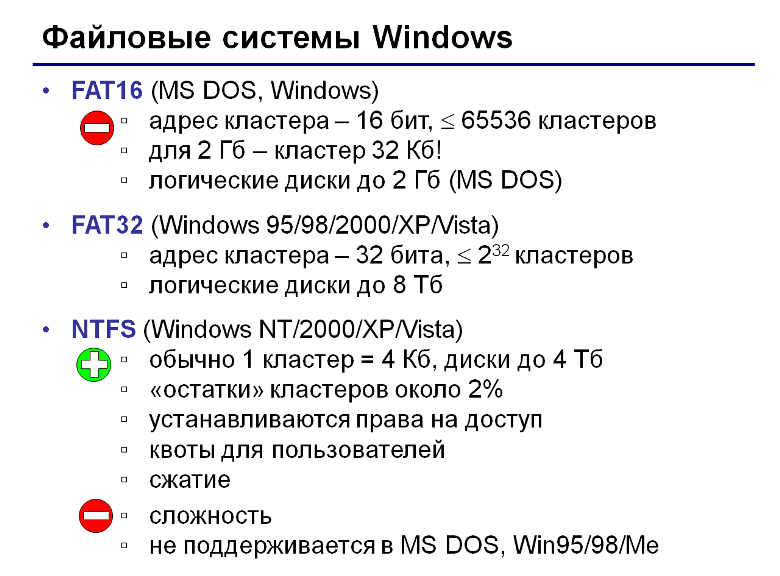 Файловые системы Windows
• FAT16 (MS DOS, Windows)
▫ адрес кластера – 16 бит, ≤ 65536 кластеров
▫ для 2 Гб – кластер 32 Кб!
▫ логические диски до 2 Гб (MS DOS)
• FAT32 (Windows 95/98/2000/XP/Vista)
▫ адрес кластера – 32 бита, ≤ 2³² кластеров
▫ логические диски до 8 Тб
• NTFS (Windows NT/2000/XP/Vista)
▫ обычно 1 кластер = 4 Кб, диски до 4 Тб
▫ «остатки» кластеров около 2%
▫ устанавливаются права на доступ
▫ квоты для пользователей
▫ сжатие
▫ сложность
▫ не поддерживается в MS DOS, Win95/98/Me